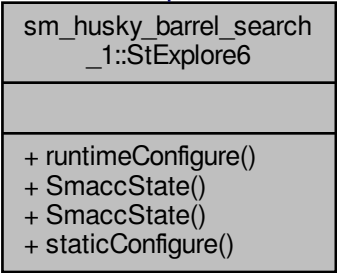 sm_husky_barrel_search
_1::StExplore6
+ runtimeConfigure()
+ SmaccState()
+ SmaccState()
+ staticConfigure()